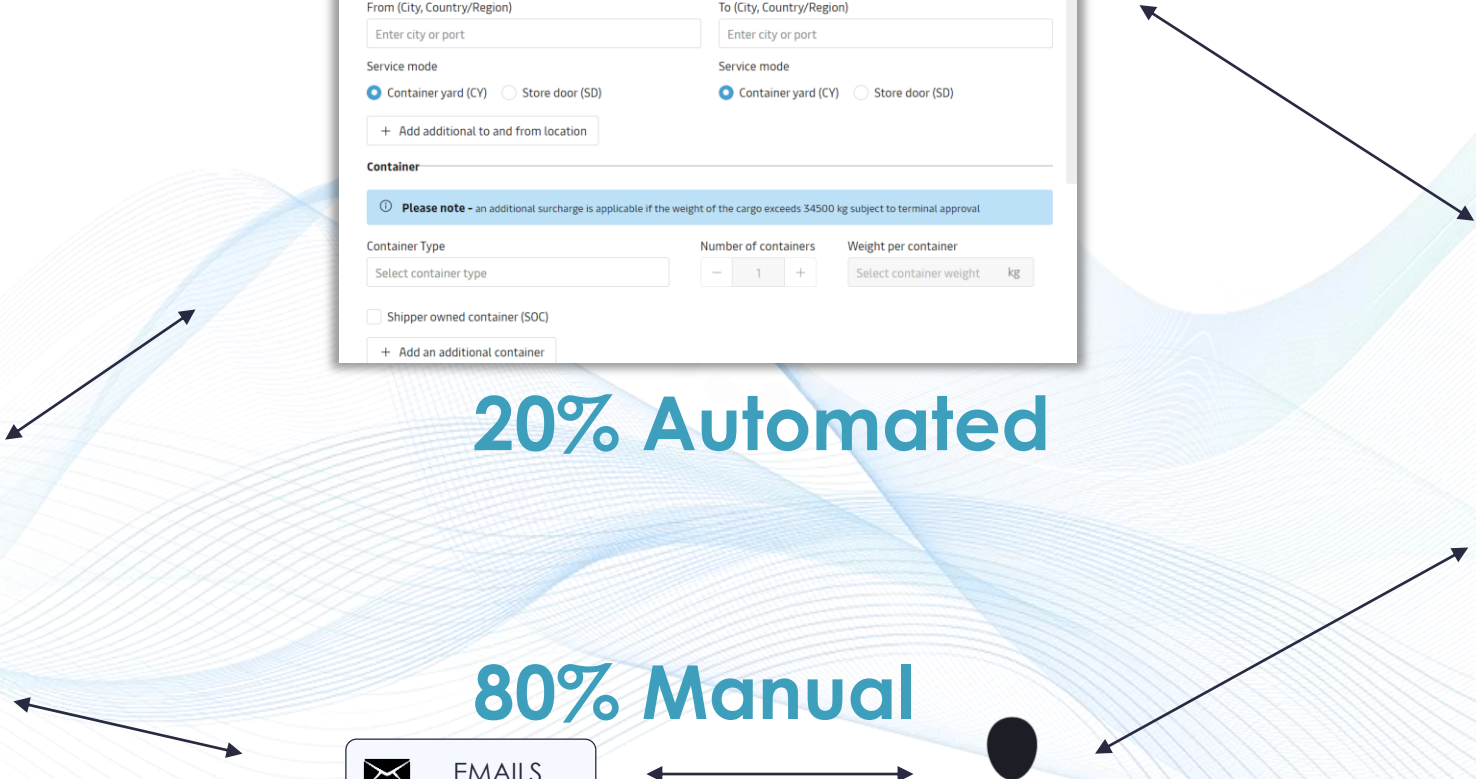 From (City, Country/Region) To (City, Country/Region)
Enter city or port Enter city or port
Service mode Service mode
Container yard (CY) Store door (SD) Container yard (CY) Store door (SD)
+ Add additional to and from location
Container
Please note - an additional surcharge is applicable if the weight of the cargo exceeds 34500 kg subject to terminal approval
Container Type Number of containers Weight per container
Select container type − 1 + Select container weight kg
Shipper owned container (SOC)
+ Add an additional container
20% Automated
80% Manual
EMAILS